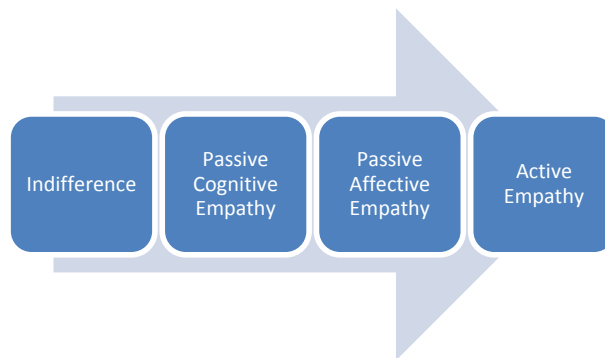 Indifference
Passive
Cognitive
Empathy
Passive
Affective
Empathy
Active
Empathy